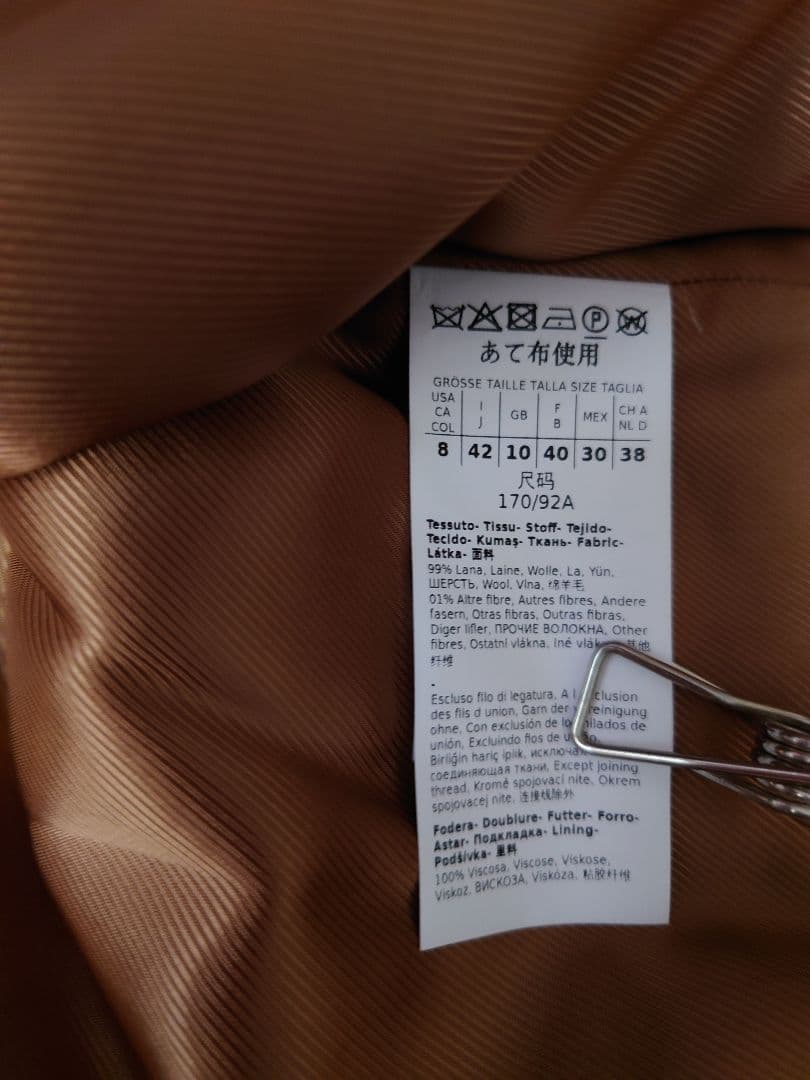 P W
あて布使用
GRÖSSE TAILLE TALLA SIZE TAGLIA
USA CA COL I J GB F B MEX CH A NL D
8 42 10 40 30 38
尺码
170/92A
Tessuto- Tissu- Stoff- Tejido-
Tecido- Kumaş- Ткань- Fabric-
Látka- 面料
99% Lana, Laine, Wolle, La, Yün,
ШЕРСТЬ, Wool, Vlna, 绵羊毛
01% Altre fibre, Autres fibres, Andere
fasern, Otras fibras, Outras fibras,
Diger lifler, ПРОЧИЕ ВОЛОКНА, Other
fibres, Ostatní vlákna, Iné 其他
纤维
-
Escluso filo di legatura, A
des fils d union, Garn der
ohne, Con exclusión de hilados de
unión, Excluindo fios de
Birliğin hariç iplik,
соединяющая ткани, Except joining
thread, Kromě spojovací nite, Okrem
spojovacej nite, 连接线除外
Fodera- Doublure- Futter- Forro-
Astar- Подкладка- Lining-
Podšívka- 里料
100% Viscosa, Viscose, Viskose,
Viskoz, ВИСКОЗА, Viskóza, 粘胶纤维